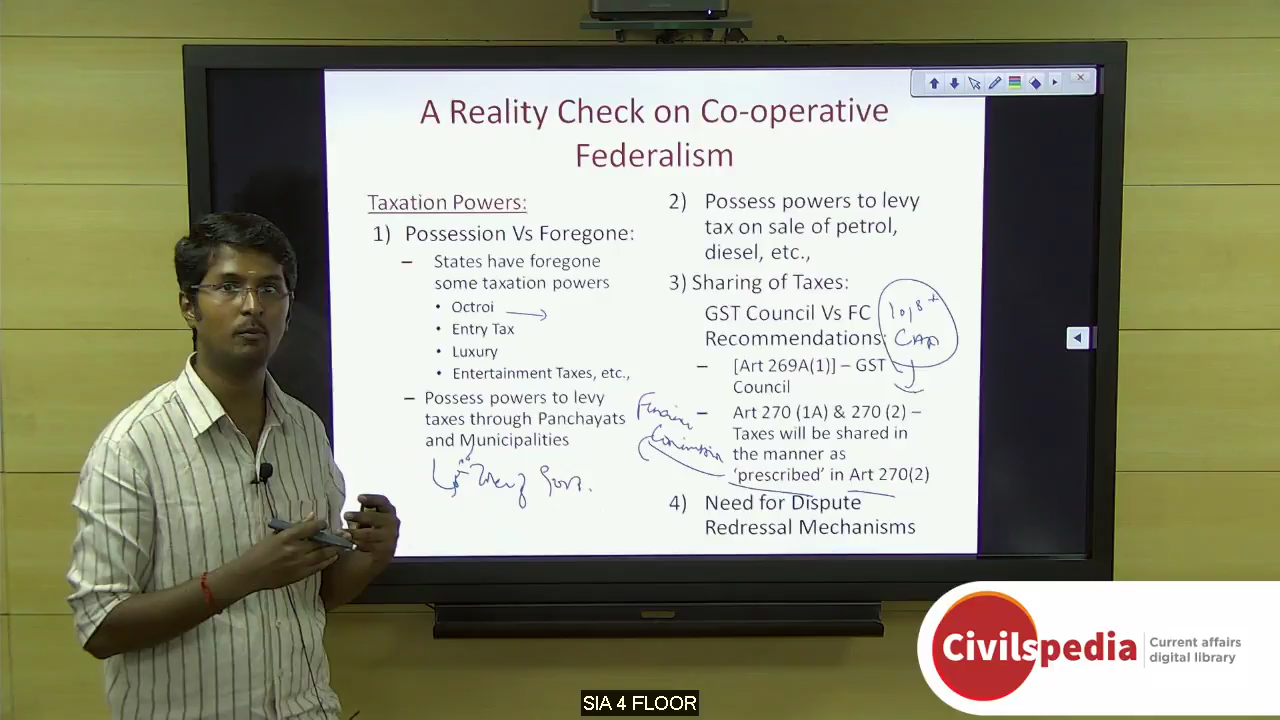 A Reality Check on Co-operative
Federalism
Taxation Powers:
1) Possession Vs Foregone:
– States have foregone
some taxation powers
• Octroi
• Entry Tax
• Luxury
• Entertainment Taxes, etc.,
– Possess powers to levy
taxes through Panchayats
and Municipalities
2) Possess powers to levy
tax on sale of petrol,
diesel, etc.,
3) Sharing of Taxes:
GST Council Vs FC
Recommendations:
– [Art 269A(1)] – GST
Council
– Art 270 (1A) & 270 (2) –
Taxes will be shared in
the manner as
'prescribed' in Art 270(2)
4) Need for Dispute
Redressal Mechanisms
Finance
Commission
Civilspedia
Current affairs
digital library
SIA 4 FLOOR